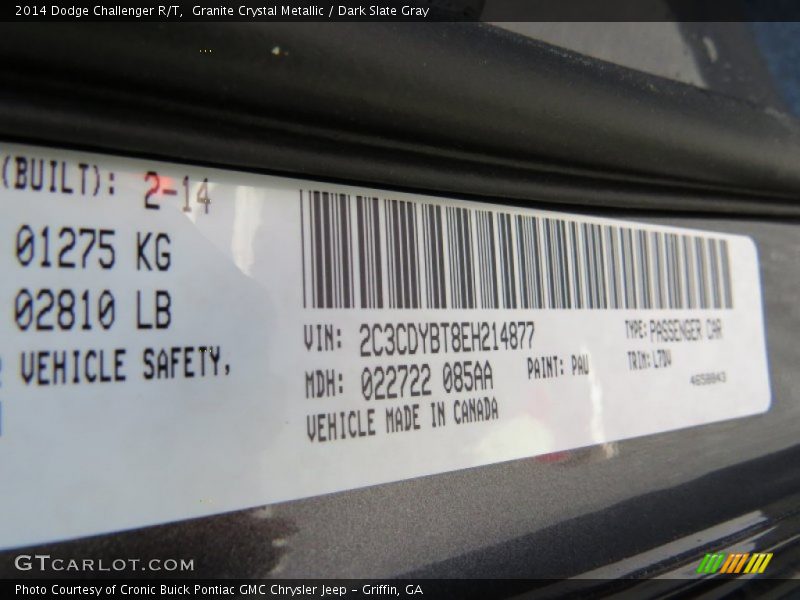 2014 Dodge Challenger R/T, Granite Crystal Metallic / Dark Slate Gray
(BUILT): 2-14
01275 KG
02810 LB
VEHICLE SAFETY,
VIN: 2C3CDYBT8EH214877
TYPE: PASSENGER CAR
MDH: 022722 085AA
PAINT: PAU
TRIM: L7DV
VEHICLE MADE IN CANADA
4658043
GTCARLOT.COM
Photo Courtesy of Cronic Buick Pontiac GMC Chrysler Jeep - Griffin, GA